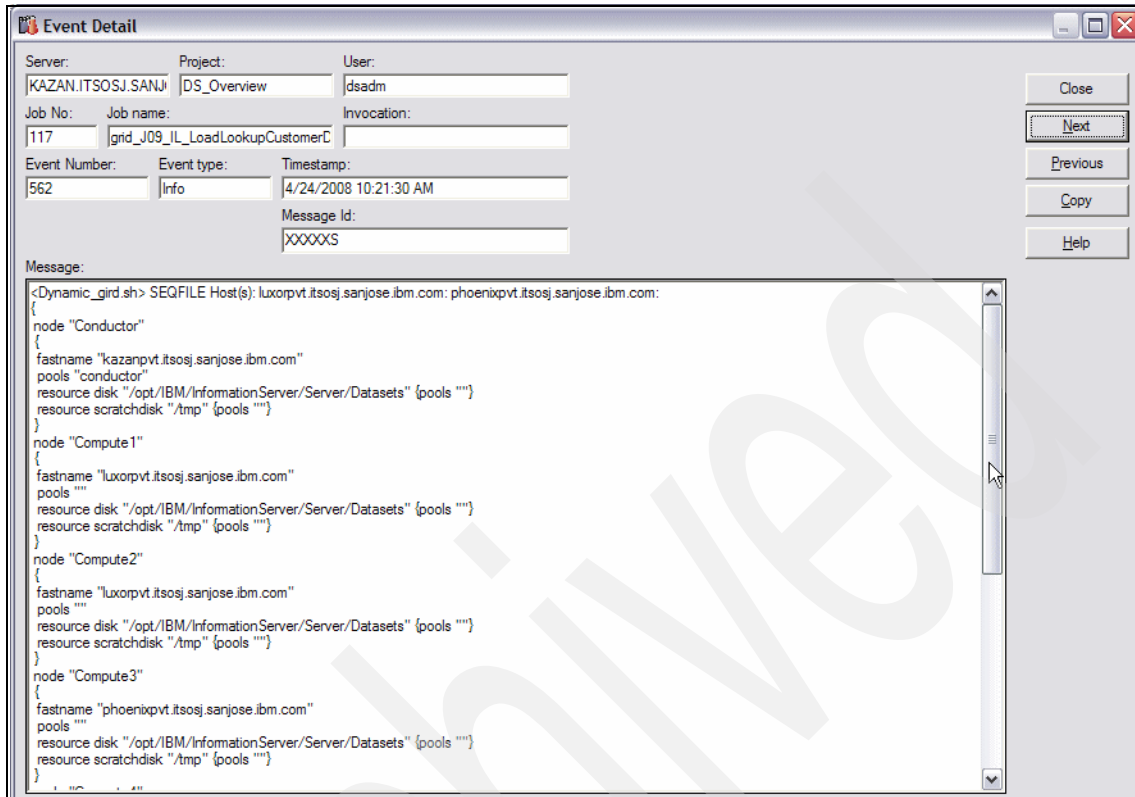 Event Detail
Server: Project: User:
KAZAN.ITSOSJ.SANJ DS_Overview dsadm
Job No: Job name: Invocation:
117 grid_J09_IL_LoadLookupCustomerD
Event Number: Event type: Timestamp:
562 Info 4/24/2008 10:21:30 AM
Message Id:
XXXXXS
Close
Next
Previous
Copy
Help
Message:
<Dynamic_gird.sh> SEQFILE Host(s): luxorpvt.itsosj.sanjose.ibm.com: phoenixpvt.itsosj.sanjose.ibm.com:
{
node "Conductor"
{
fastname "kazanpvt.itsosj.sanjose.ibm.com"
pools "conductor"
resource disk "/opt/IBM/InformationServer/Server/Datasets" {pools ""}
resource scratchdisk "/tmp" {pools ""}
}
node "Compute1"
{
fastname "luxorpvt.itsosj.sanjose.ibm.com"
pools ""
resource disk "/opt/IBM/InformationServer/Server/Datasets" {pools ""}
resource scratchdisk "/tmp" {pools ""}
}
node "Compute2"
{
fastname "luxorpvt.itsosj.sanjose.ibm.com"
pools ""
resource disk "/opt/IBM/InformationServer/Server/Datasets" {pools ""}
resource scratchdisk "/tmp" {pools ""}
}
node "Compute3"
{
fastname "phoenixpvt.itsosj.sanjose.ibm.com"
pools ""
resource disk "/opt/IBM/InformationServer/Server/Datasets" {pools ""}
resource scratchdisk "/tmp" {pools ""}
}